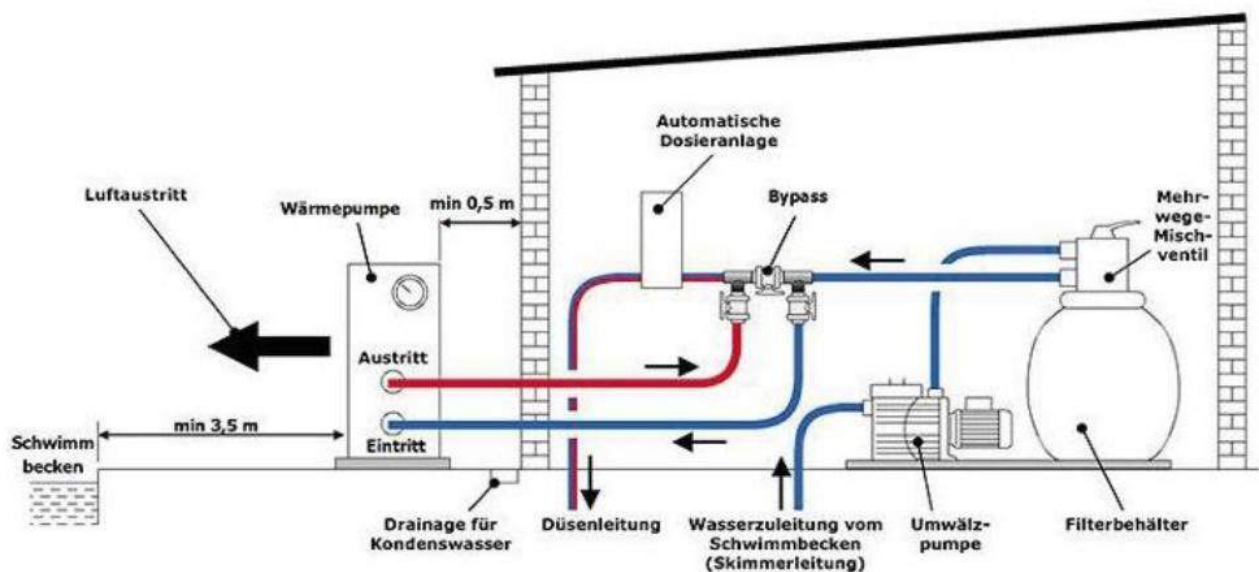 Automatische
Dosieranlage
Luftaustritt
Wärmepumpe
min 0,5 m
Bypass
Mehr-
wege-
Misch-
ventil
Austritt
min 3,5 m
Eintritt
Schwimm
becken
Drainage für
Kondenswasser
Düsenleitung
Wasserzuleitung vom
Schwimmbecken
(Skimmerleitung)
Umwälz-
pumpe
Filterbehälter